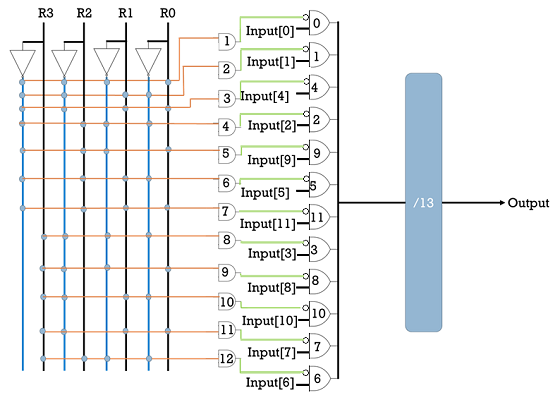 R3 R2 R1 R0
0
1 Input[0]
1
2 Input[1]
4
3 Input[4]
2
4 Input[2]
9
5 Input[9]
5
6 Input[5]
11
7 Input[11]
3
8 Input[3]
8
9 Input[8]
10
10 Input[10]
7
11 Input[7]
6
12 Input[6]
/13
Output